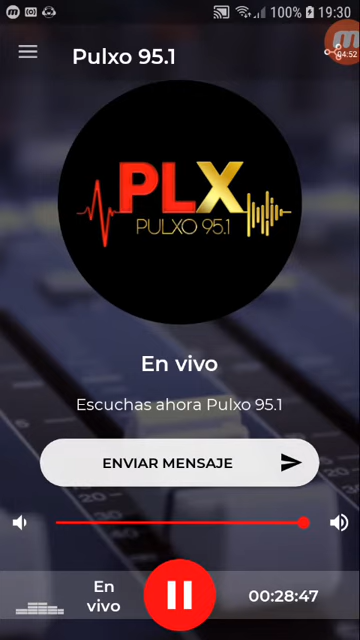 100% 19:30
Pulxo 95.1
04:52
PLX
PULXO 95.1
En vivo
Escuchas ahora Pulxo 95.1
ENVIAR MENSAJE
En
vivo
00:28:47